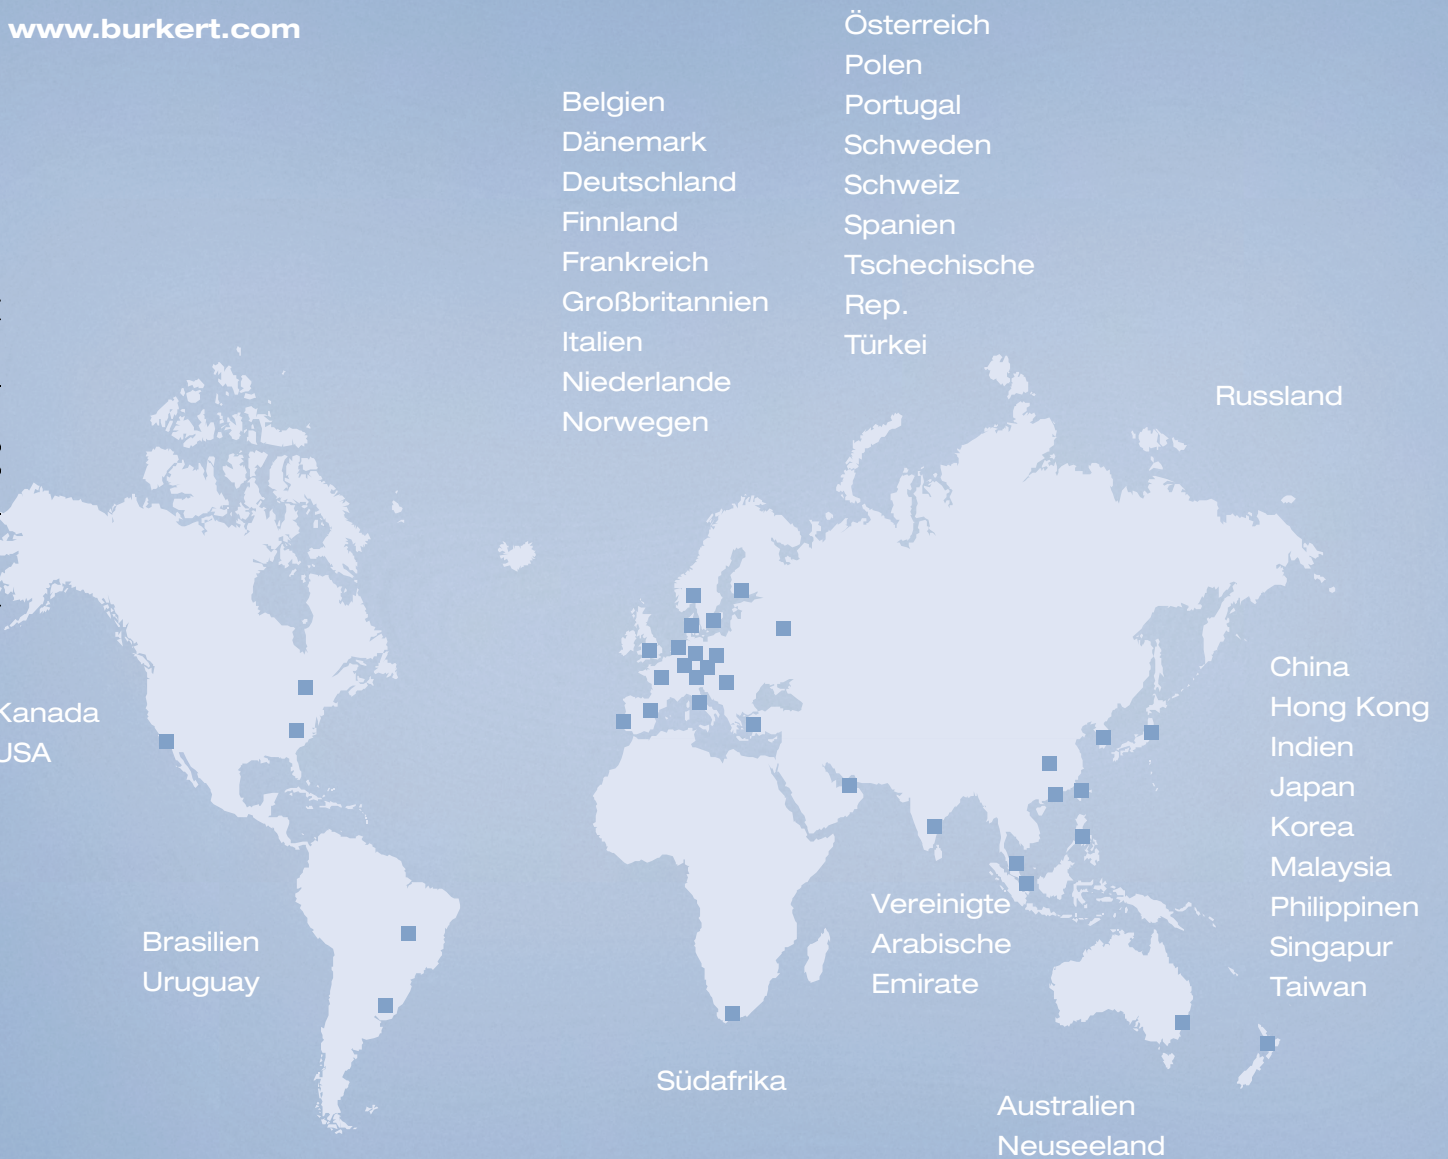 www.burkert.com
Belgien
Dänemark
Deutschland
Finnland
Frankreich
Großbritannien
Italien
Niederlande
Norwegen
Österreich
Polen
Portugal
Schweden
Schweiz
Spanien
Tschechische
Rep.
Türkei
Russland
Kanada
USA
China
Hong Kong
Indien
Japan
Korea
Malaysia
Philippinen
Singapur
Taiwan
Brasilien
Uruguay
Vereinigte
Arabische
Emirate
Südafrika
Australien
Neuseeland